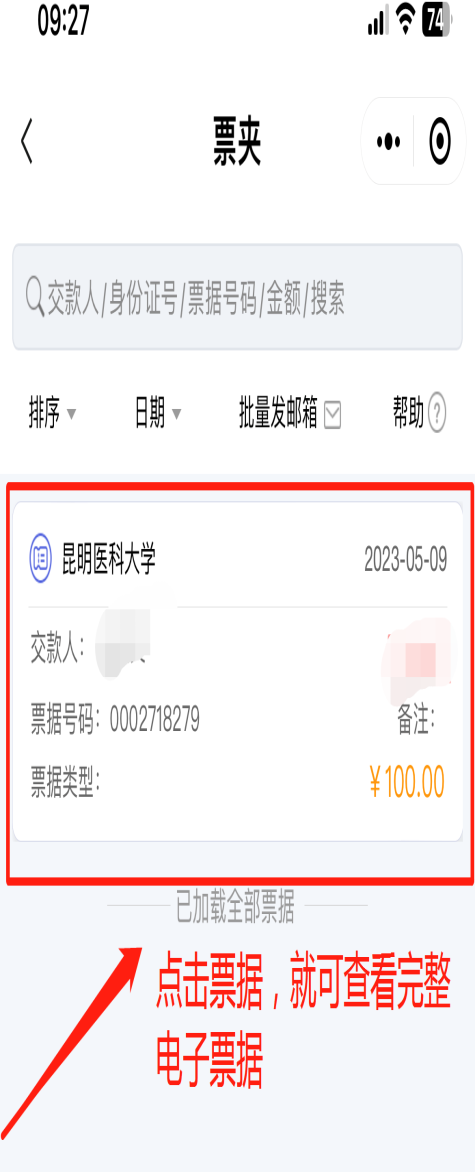 09:27
74
票夹
交款人/身份证号/票据号码/金额/搜索
排序 日期 批量发邮箱 帮助?
昆明医科大学 2023-05-09
交款人:
票据号码: 0002718279 备注:
票据类型: ¥100.00
已加载全部票据
点击票据，就可查看完整
电子票据